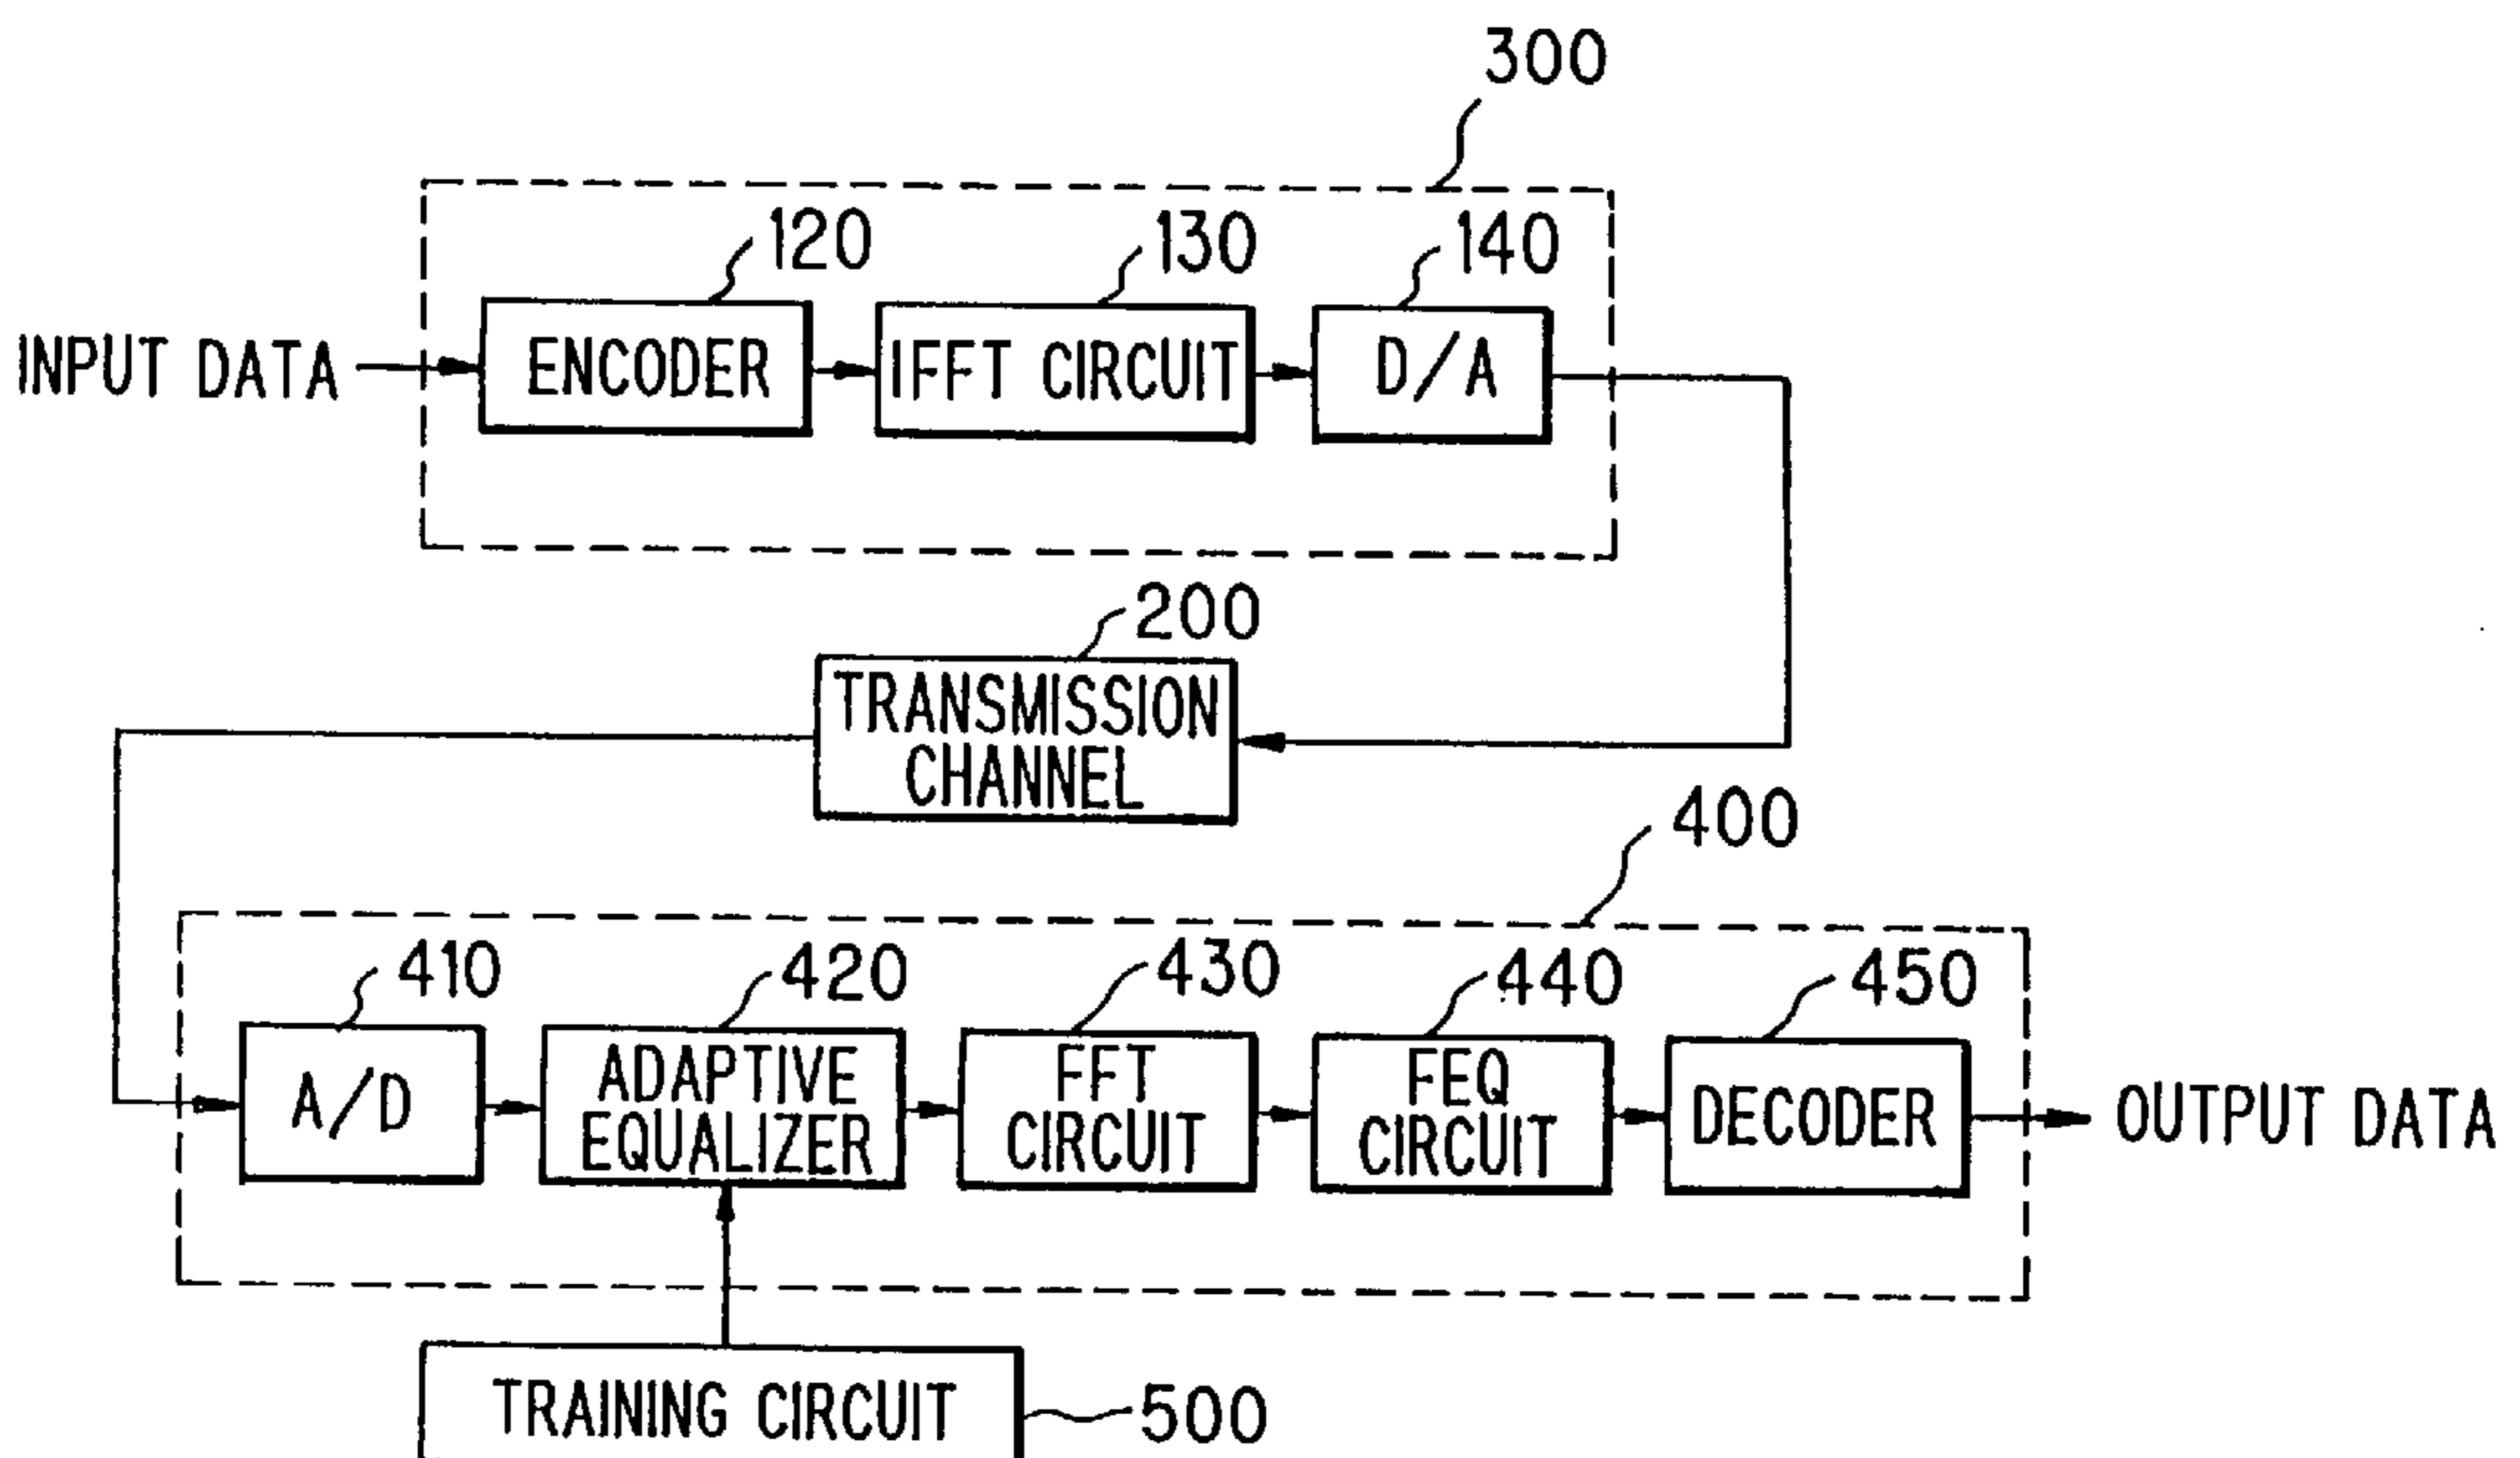 300
120
130
140
INPUT DATA
ENCODER
IFFT CIRCUIT
D/A
200
TRANSMISSION
CHANNEL
400
410
420
430
440
450
A/D
ADAPTIVE
EQUALIZER
FFT
CIRCUIT
FEQ
CIRCUIT
DECODER
OUTPUT DATA
TRAINING CIRCUIT
500